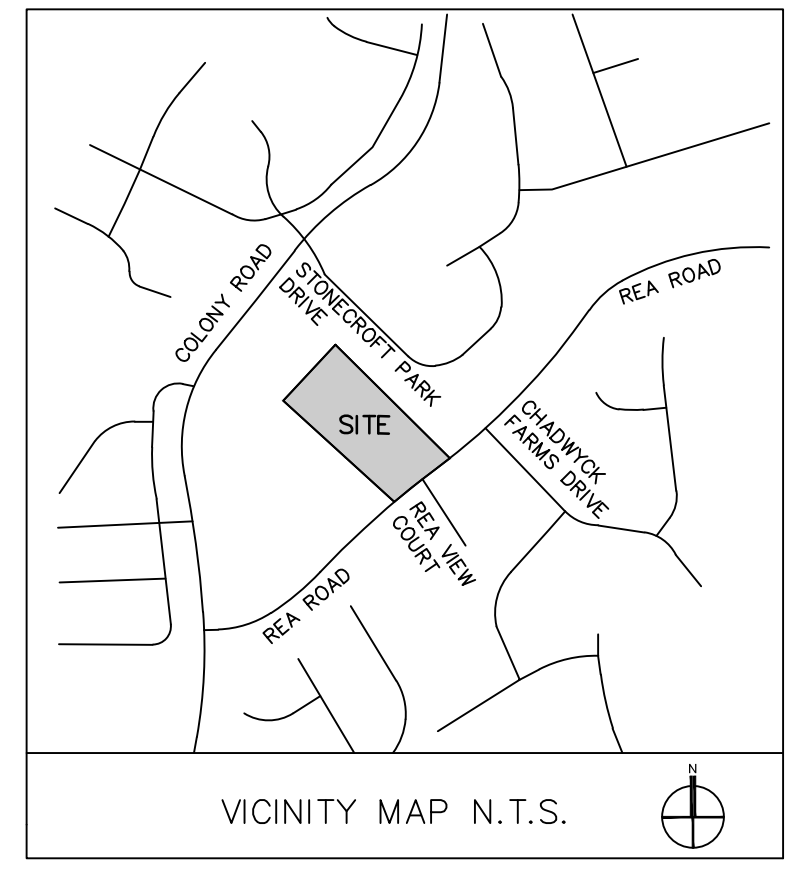 COLONY ROAD
STONECROFT PARK
DRIVE
REA ROAD
SITE
CHADWYCK
FARMS DRIVE
REA VIEW
COURT
REA ROAD
VICINITY MAP N.T.S.
N